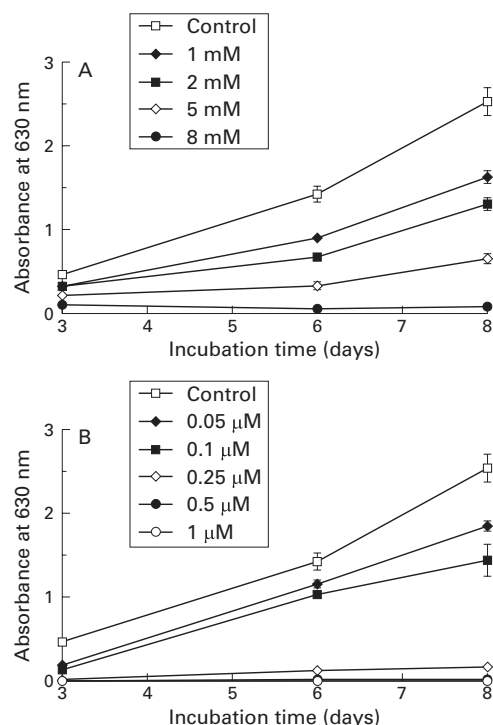 Control
1 mM
2 mM
5 mM
8 mM
A
Absorbance at 630 nm
3
2
1
0
3 4 5 6 7 8
Incubation time (days)
Control
0.05 μM
0.1 μM
0.25 μM
0.5 μM
1 μM
B
Absorbance at 630 nm
3
2
1
0
3 4 5 6 7 8
Incubation time (days)